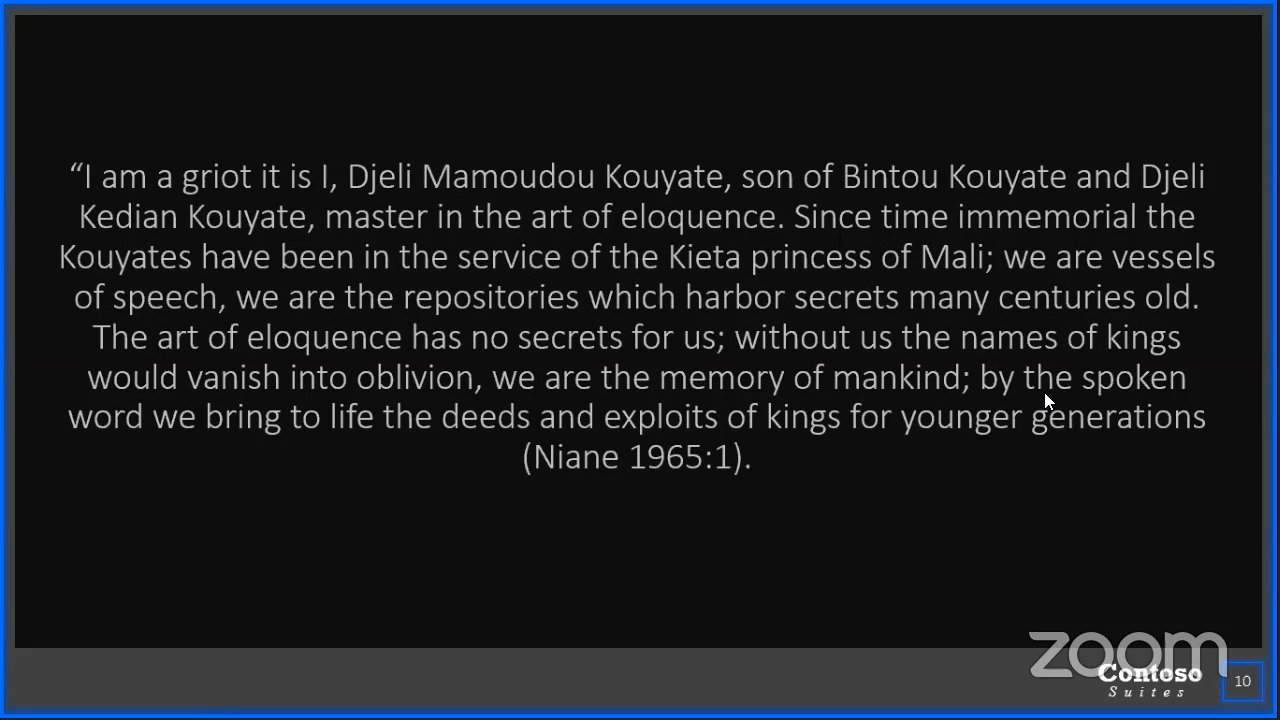 “I am a griot it is I, Djeli Mamoudou Kouyate, son of Bintou Kouyate and Djeli
Kedian Kouyate, master in the art of eloquence. Since time immemorial the
Kouyates have been in the service of the Kieta princess of Mali; we are vessels
of speech, we are the repositories which harbor secrets many centuries old.
The art of eloquence has no secrets for us; without us the names of kings
would vanish into oblivion, we are the memory of mankind; by the spoken
word we bring to life the deeds and exploits of kings for younger generations
(Niane 1965:1).
zoom
Contoso
Suites
10